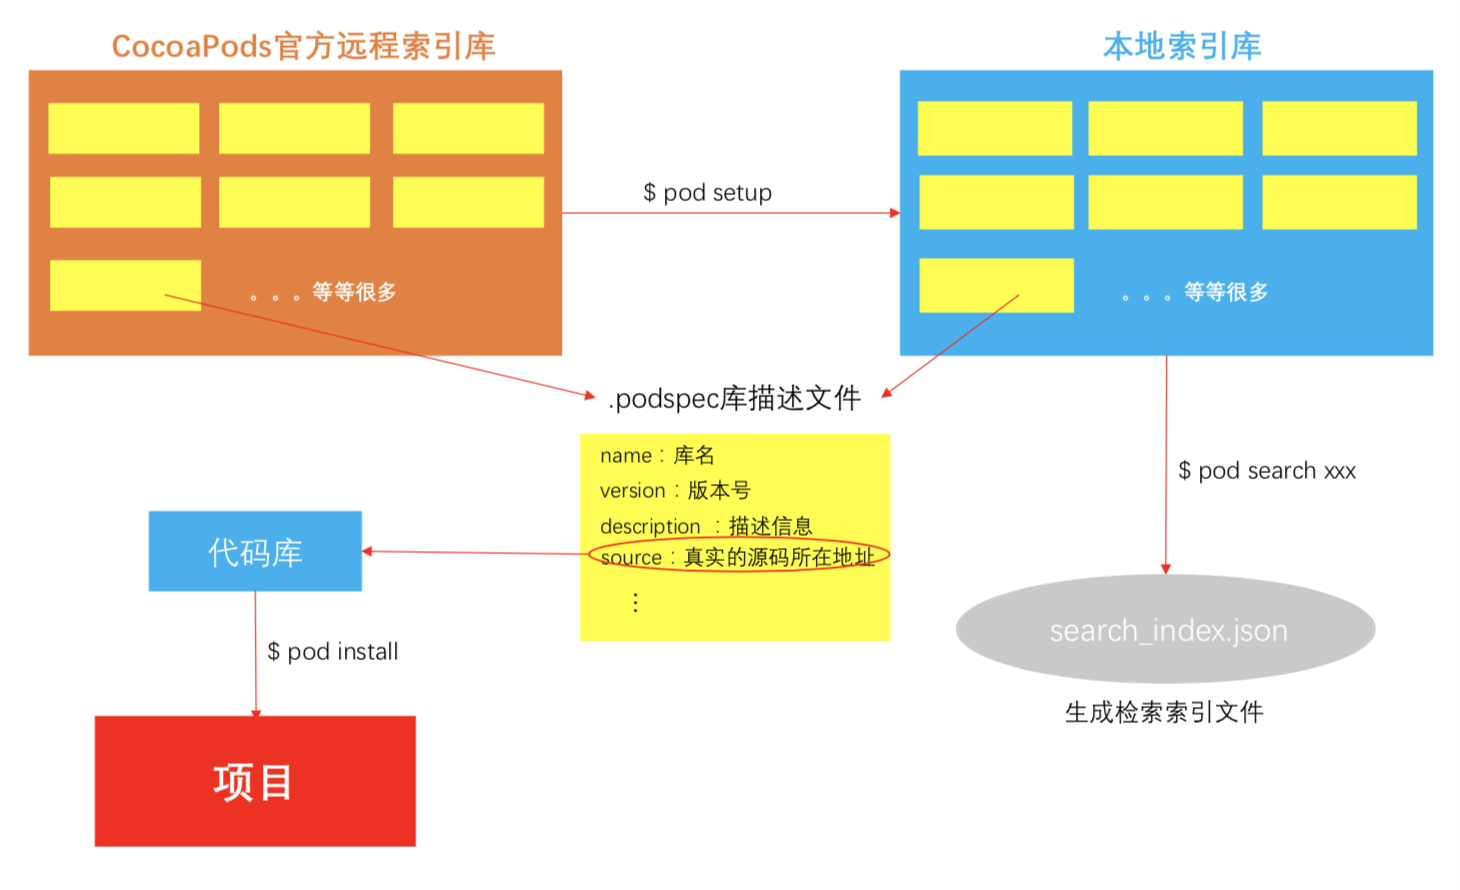 CocoaPods官方远程索引库
本地索引库
$ pod setup
。。。等等很多
。。。等等很多
.podspec库描述文件
name：库名
version：版本号
description ：描述信息
source：真实的源码所在地址
⋮
代码库
$ pod search xxx
$ pod install
search_index.json
生成检索索引文件
项目